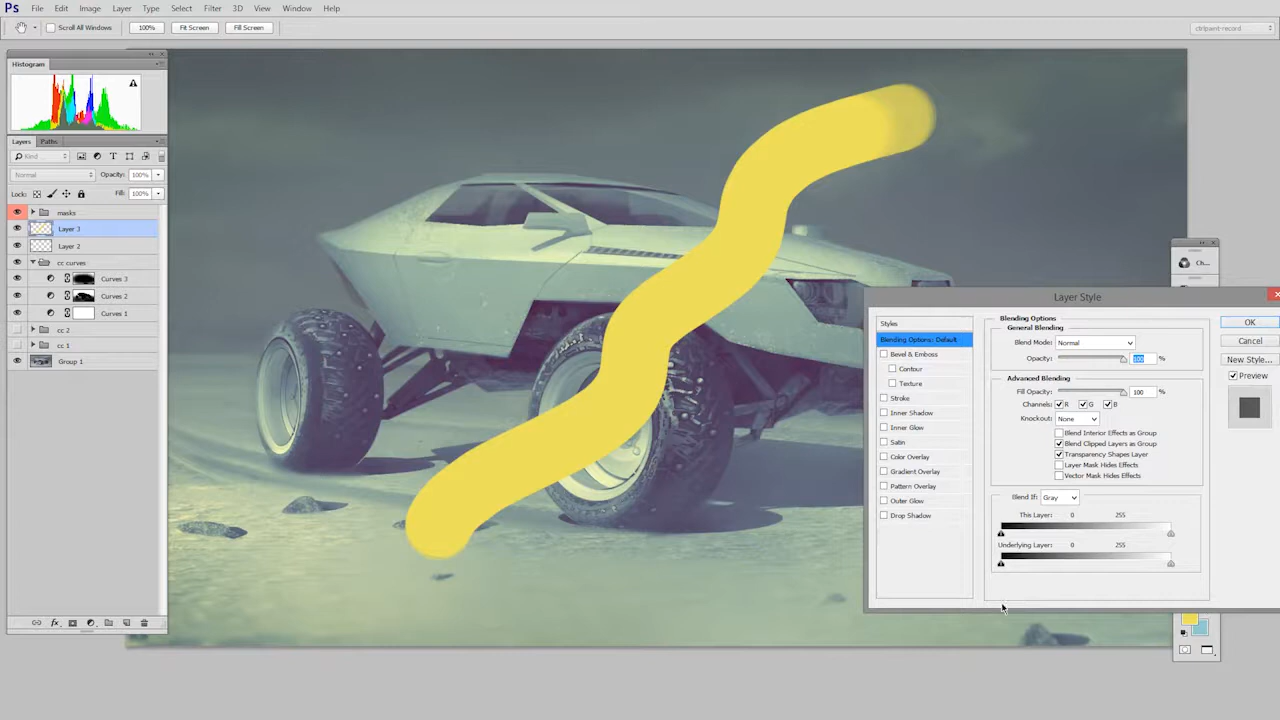 Ps File Edit Image Layer Type Select Filter 3D View Window Help
Scroll All Windows 100% Fit Screen Fill Screen ctripaint-record
Histogram
Layers Paths
Kind
Normal Opacity: 100%
Lock: Fill: 100%
masks
Layer 3
Layer 2
cc curves
Curves 3
Curves 2
Curves 1
cc 2
cc 1
Group 1
fx
Ch...
Layer Style
Styles
Blending Options: Default
Bevel & Emboss
Contour
Texture
Stroke
Inner Shadow
Inner Glow
Satin
Color Overlay
Gradient Overlay
Pattern Overlay
Outer Glow
Drop Shadow
Blending Options
General Blending
Blend Mode: Normal
Opacity: 100 %
Advanced Blending
Fill Opacity: 100 %
Channels: R G B
Knockout: None
Blend Interior Effects as Group
Blend Clipped Layers as Group
Transparency Shapes Layer
Layer Mask Hides Effects
Vector Mask Hides Effects
Blend If: Gray
This Layer: 0 255
Underlying Layer: 0 255
OK
Cancel
New Style...
Preview